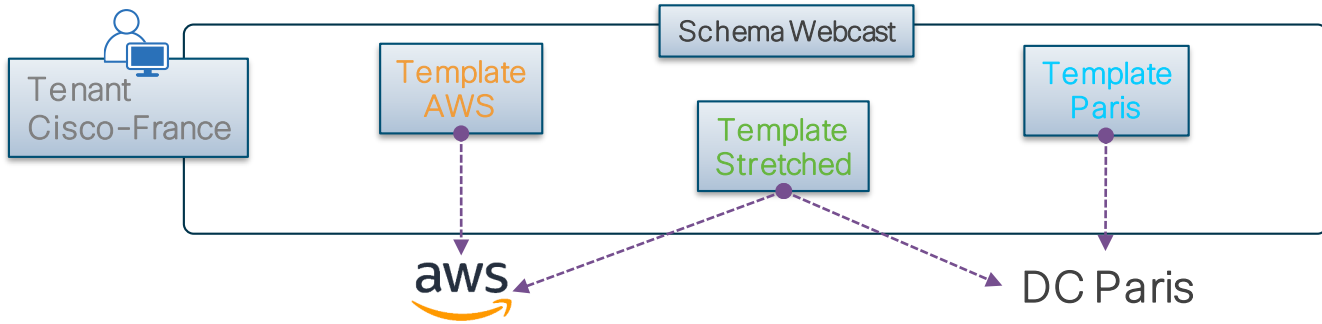 Schema Webcast
Tenant
Cisco-France
Template
AWS
Template
Stretched
Template
Paris
aws
DC Paris